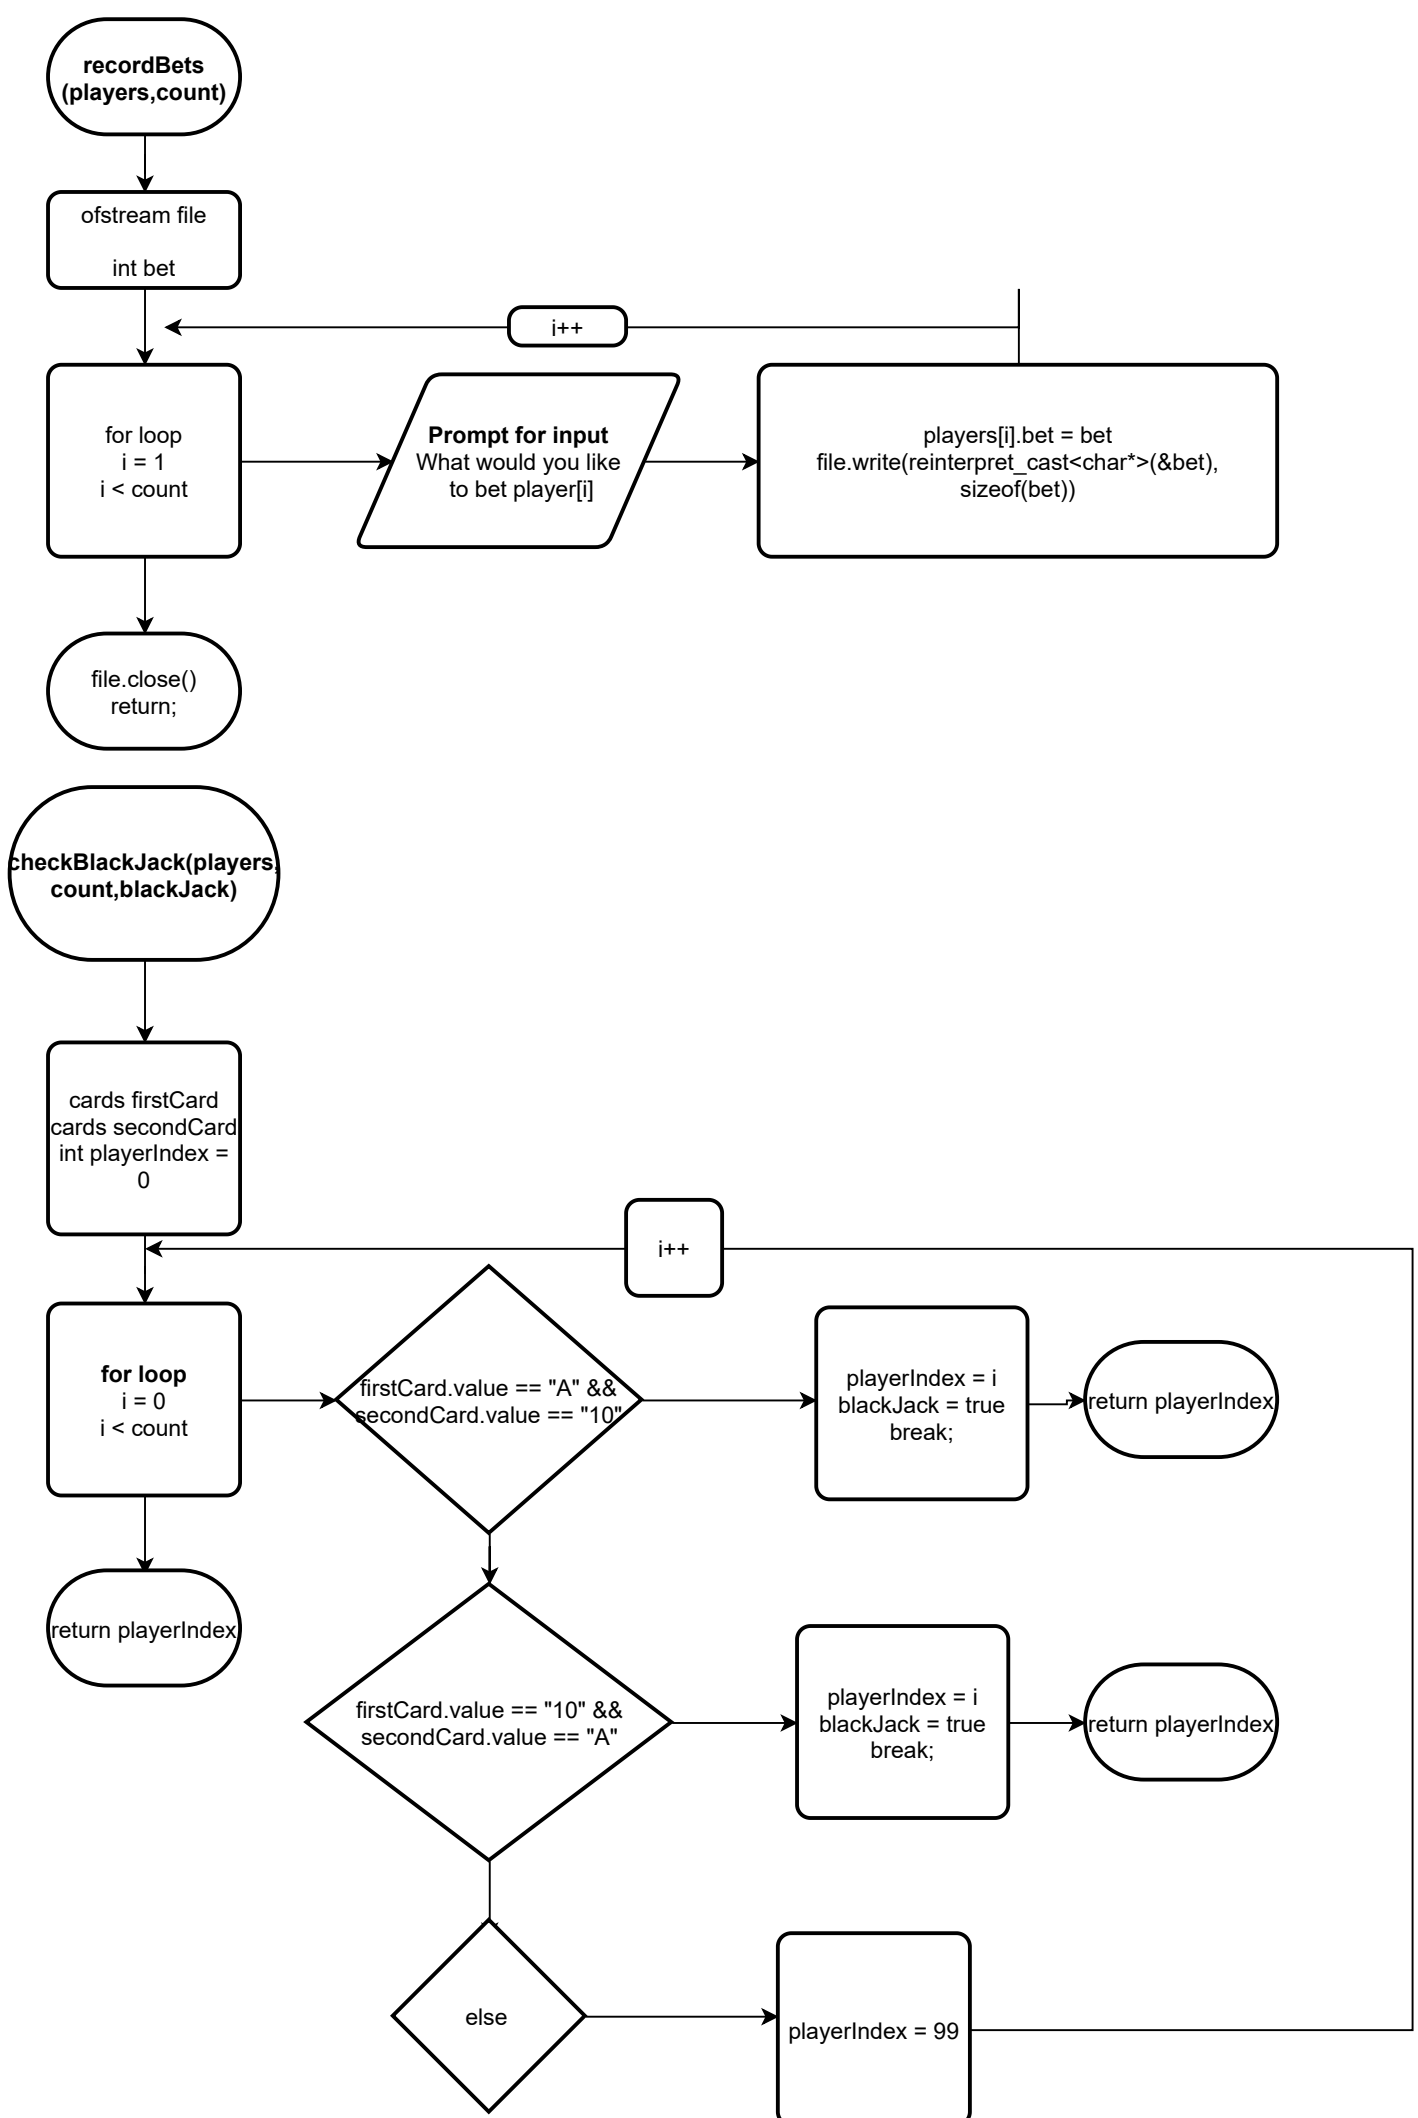 recordBets
(players,count)
ofstream file
int bet
i++
for loop
i = 1
i < count
Prompt for input
What would you like
to bet player[i]
players[i].bet = bet
file.write(reinterpret_cast<char*>(&bet),
sizeof(bet))
file.close()
return;
checkBlackJack(players,
count,blackJack)
cards firstCard
cards secondCard
int playerIndex =
0
i++
for loop
i = 0
i < count
firstCard.value == "A" &&
secondCard.value == "10"
playerIndex = i
blackJack = true
break;
return playerIndex
return playerIndex
firstCard.value == "10" &&
secondCard.value == "A"
playerIndex = i
blackJack = true
break;
return playerIndex
else
playerIndex = 99